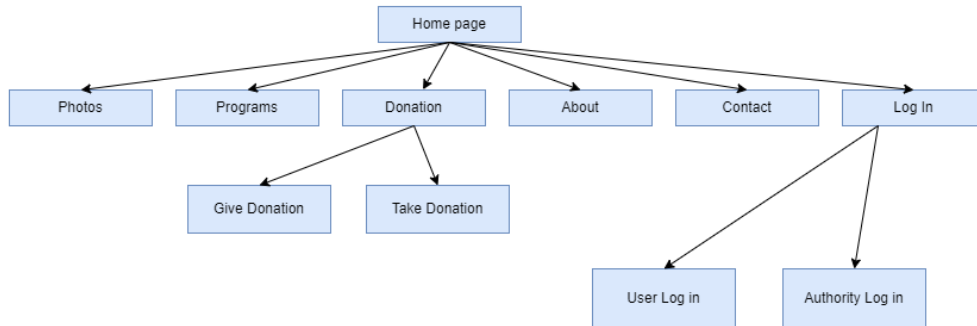 Home page
Photos
Programs
Donation
About
Contact
Log In
Give Donation
Take Donation
User Log in
Authority Log in